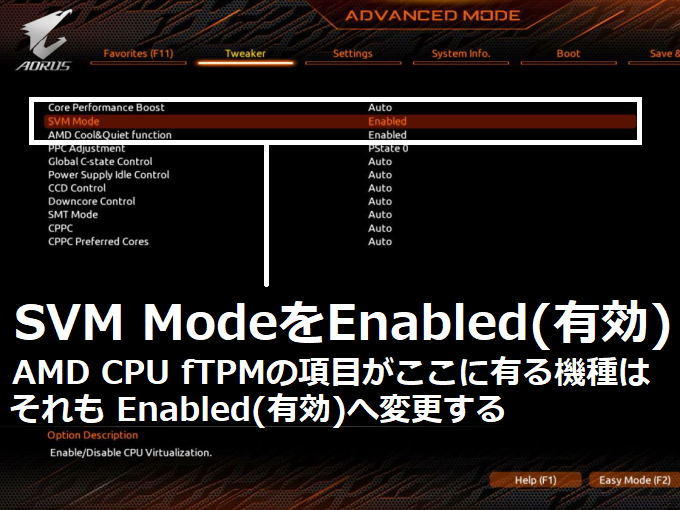 ADVANCED MODE
AORUS
Favorites (F11) Tweaker Settings System Info. Boot Save &
Core Performance Boost Auto
SVM Mode Enabled
AMD Cool&Quiet function Enabled
PPC Adjustment PState 0
Global C-state Control Auto
Power Supply Idle Control Auto
CCD Control Auto
Downcore Control Auto
SMT Mode Auto
CPPC Auto
CPPC Preferred Cores Auto
SVM ModeをEnabled(有効)
AMD CPU fTPMの項目がここに有る機種は
それも Enabled(有効)へ変更する
Option Description
Enable/Disable CPU Virtualization.
Help (F1) Easy Mode (F2)